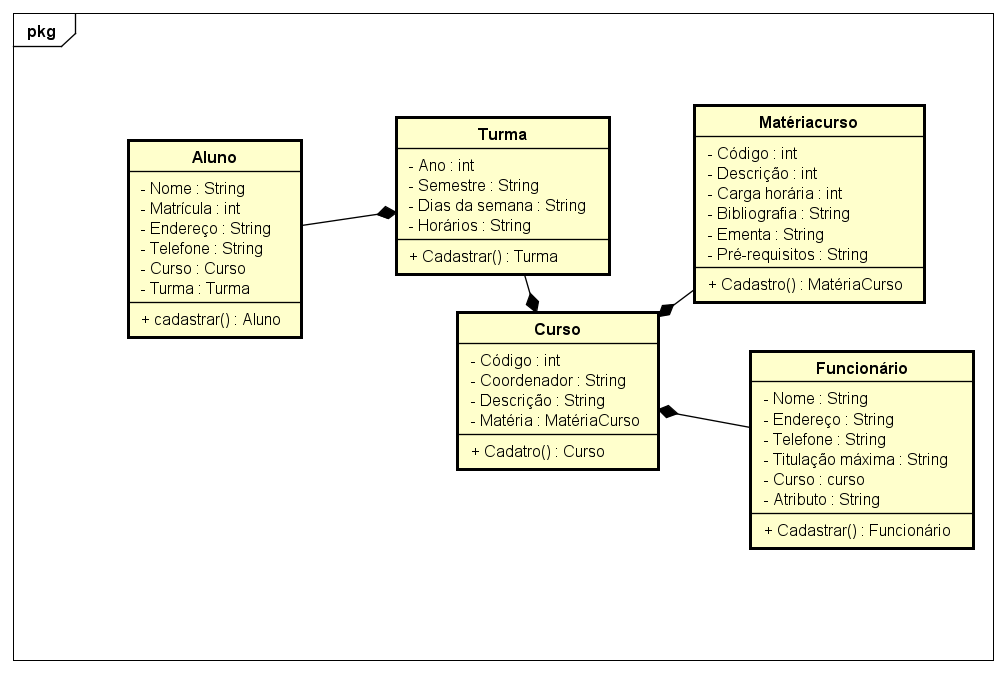 pkg
Aluno
- Nome : String
- Matrícula : int
- Endereço : String
- Telefone : String
- Curso : Curso
- Turma : Turma
+ cadastrar() : Aluno
Turma
- Ano : int
- Semestre : String
- Dias da semana : String
- Horários : String
+ Cadastrar() : Turma
Matériacurso
- Código : int
- Descrição : int
- Carga horária : int
- Bibliografia : String
- Ementa : String
- Pré-requisitos : String
+ Cadastro() : MatériaCurso
Curso
- Código : int
- Coordenador : String
- Descrição : String
- Matéria : MatériaCurso
+ Cadatro() : Curso
Funcionário
- Nome : String
- Endereço : String
- Telefone : String
- Titulação máxima : String
- Curso : curso
- Atributo : String
+ Cadastrar() : Funcionário